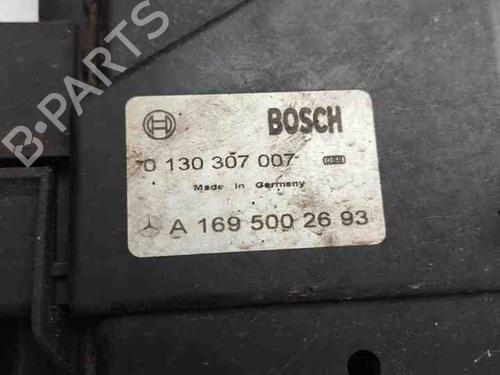 B-PARTS
BOSCH
0 130 307 007
Made in Germany
A 169 500 26 93